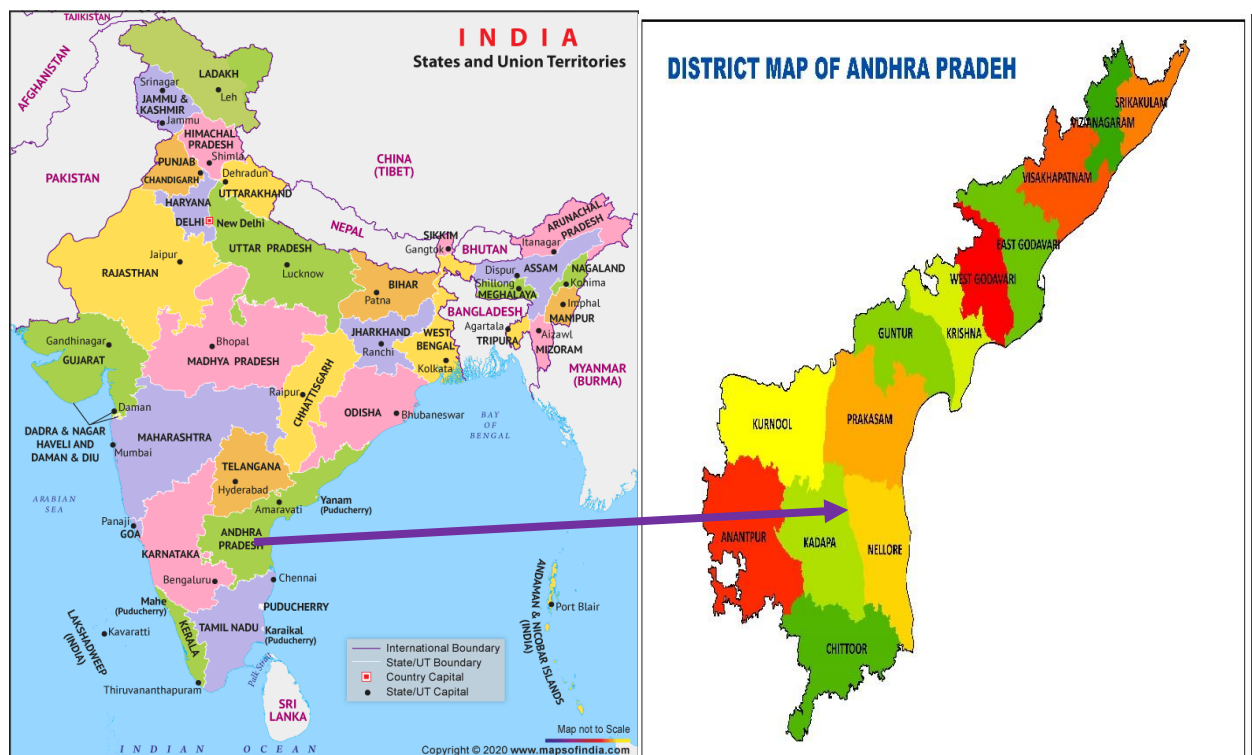 INDIA
States and Union Territories
TAJIKISTAN
AFGHANISTAN
PAKISTAN
CHINA
(TIBET)
NEPAL
BHUTAN
BANGLADESH
MYANMAR
(BURMA)
SRI
LANKA
LADAKH
Leh
Srinagar
JAMMU &
KASHMIR
Jammu
HIMACHAL
PRADESH
Shimla
PUNJAB
CHANDIGARH
Dehradun
UTTARAKHAND
HARYANA
DELHI
New Delhi
RAJASTHAN
Jaipur
UTTAR PRADESH
Lucknow
BIHAR
Patna
SIKKIM
Gangtok
ARUNACHAL
PRADESH
Itanagar
ASSAM
Dispur
NAGALAND
Kohima
Shillong
MEGHALAYA
Imphal
MANIPUR
Agartala
TRIPURA
Aizawl
MIZORAM
WEST
BENGAL
Kolkata
JHARKHAND
Ranchi
Gandhinagar
GUJARAT
Bhopal
MADHYA PRADESH
CHHATTISGARH
Raipur
ODISHA
Bhubaneswar
Daman
DADRA & NAGAR
HAVELI AND
DAMAN & DIU
MAHARASHTRA
Mumbai
TELANGANA
Hyderabad
Amaravati
Yanam
(Puducherry)
ANDHRA
PRADESH
Panaji
GOA
KARNATAKA
Bengaluru
Chennai
Mahe
(Puducherry)
PUDUCHERRY
Karaikal
(Puducherry)
TAMIL NADU
KERALA
Thiruvananthapuram
LAKSHADWEEP
(INDIA)
Kavaratti
ANDAMAN & NICOBAR ISLANDS
(INDIA)
Port Blair
ARABIAN
SEA
BAY
OF
BENGAL
Palk Strait
INDIAN OCEAN
International Boundary
State/UT Boundary
Country Capital
State/UT Capital
Map not to Scale
Copyright © 2020 www.mapsofindia.com
DISTRICT MAP OF ANDHRA PRADEH
SRIKAKULAM
VIZIANAGARAM
VISAKHAPATNAM
EAST GODAVARI
WEST GODAVARI
KRISHNA
GUNTUR
PRAKASAM
KURNOOL
ANANTPUR
KADAPA
NELLORE
CHITTOOR